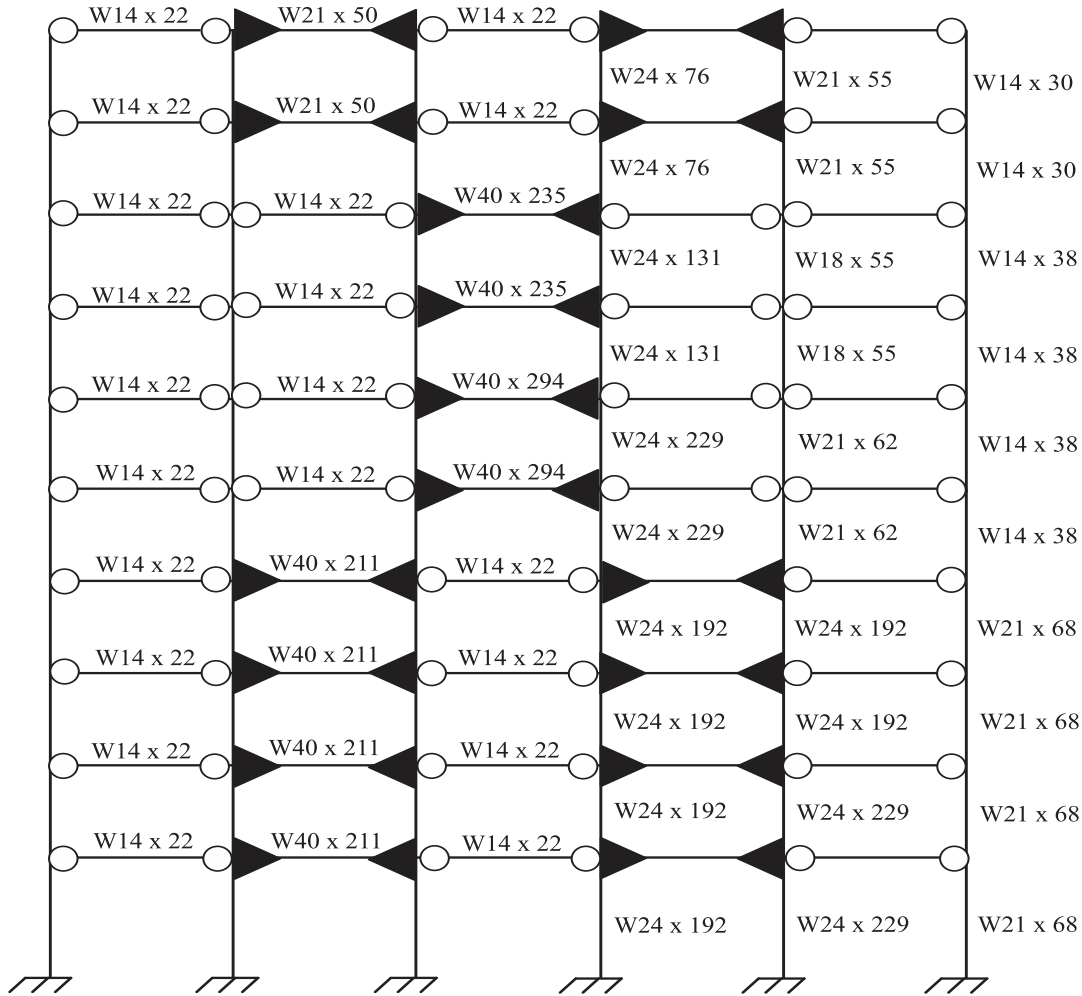 W14 x 22 W21 x 50 W14 x 22
W24 x 76 W21 x 55 W14 x 30
W14 x 22 W21 x 50 W14 x 22
W24 x 76 W21 x 55 W14 x 30
W14 x 22 W14 x 22 W40 x 235
W24 x 131 W18 x 55 W14 x 38
W14 x 22 W14 x 22 W40 x 235
W24 x 131 W18 x 55 W14 x 38
W14 x 22 W14 x 22 W40 x 294
W24 x 229 W21 x 62 W14 x 38
W14 x 22 W14 x 22 W40 x 294
W24 x 229 W21 x 62 W14 x 38
W14 x 22 W40 x 211 W14 x 22
W24 x 192 W24 x 192 W21 x 68
W14 x 22 W40 x 211 W14 x 22
W24 x 192 W24 x 192 W21 x 68
W14 x 22 W40 x 211 W14 x 22
W24 x 192 W24 x 229 W21 x 68
W14 x 22 W40 x 211 W14 x 22
W24 x 192 W24 x 229 W21 x 68